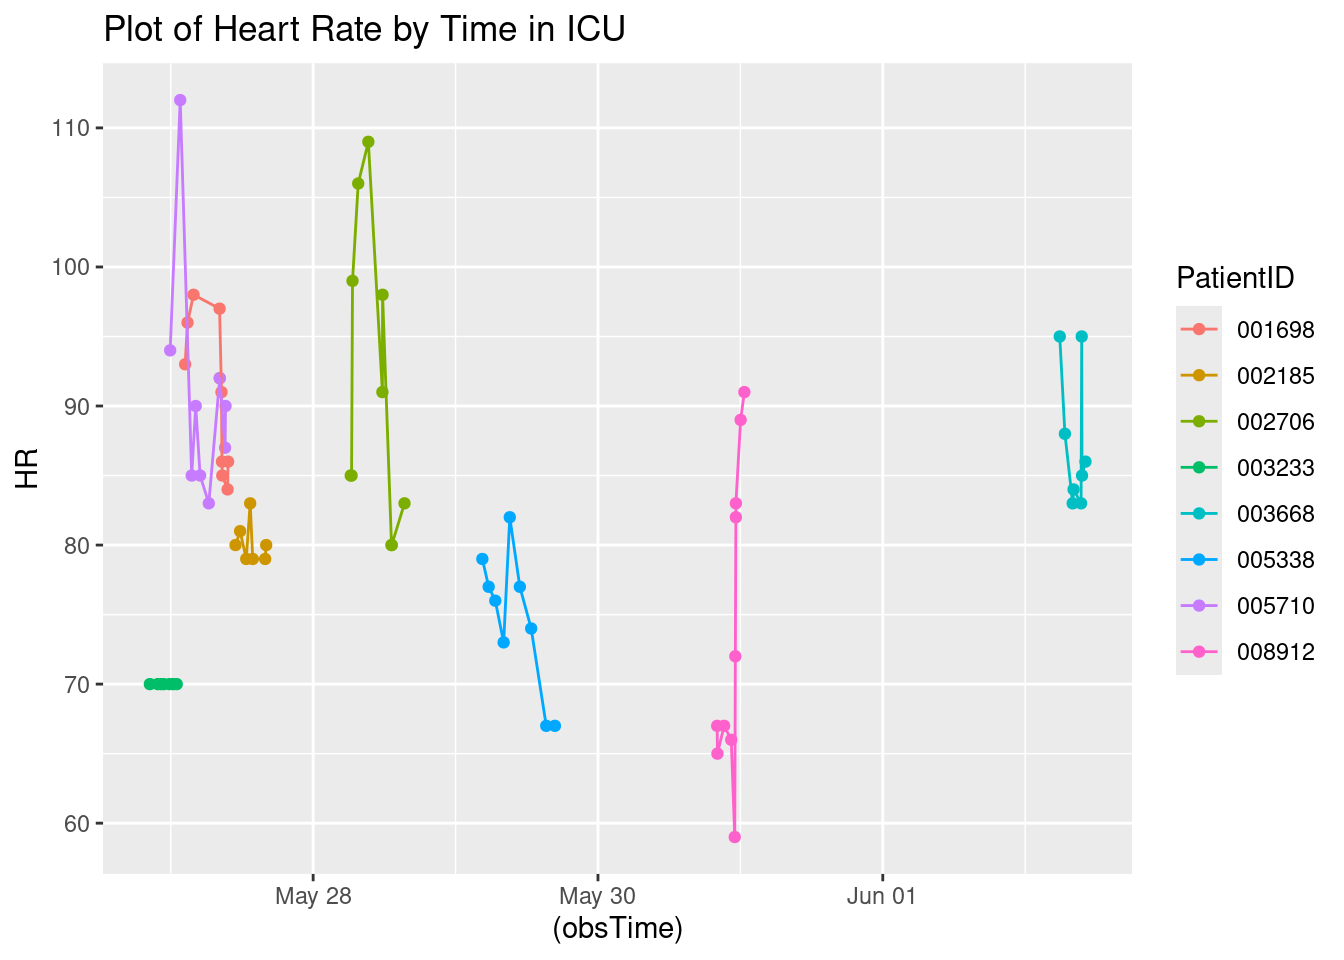 Plot of Heart Rate by Time in ICU
110
100
90
80
70
60
HR
May 28
May 30
Jun 01
(obsTime)
PatientID
001698
002185
002706
003233
003668
005338
005710
008912